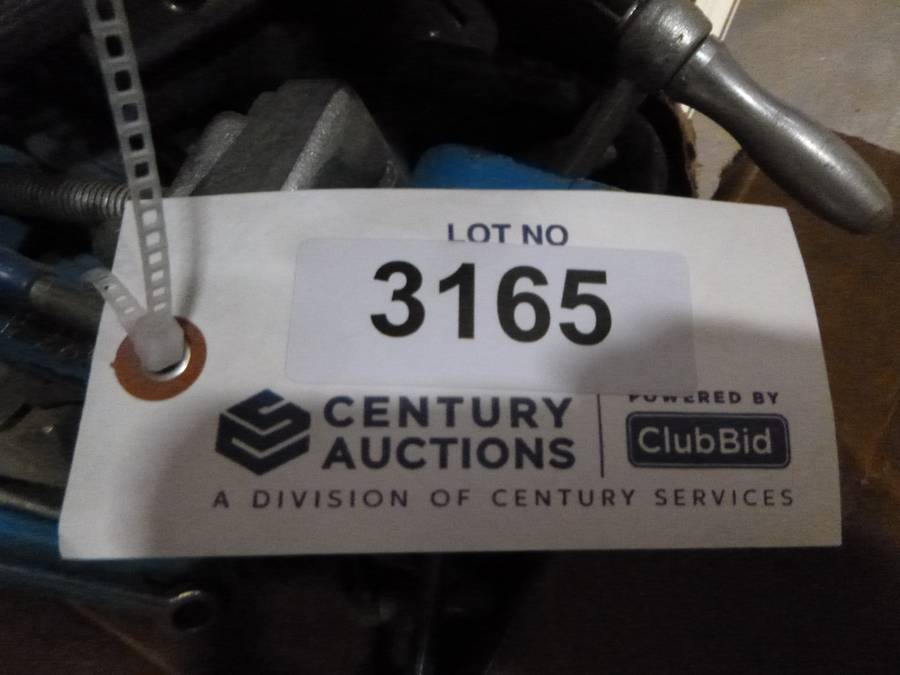 LOT NO
3165
CENTURY
AUCTIONS
POWERED BY
ClubBid
A DIVISION OF CENTURY SERVICES